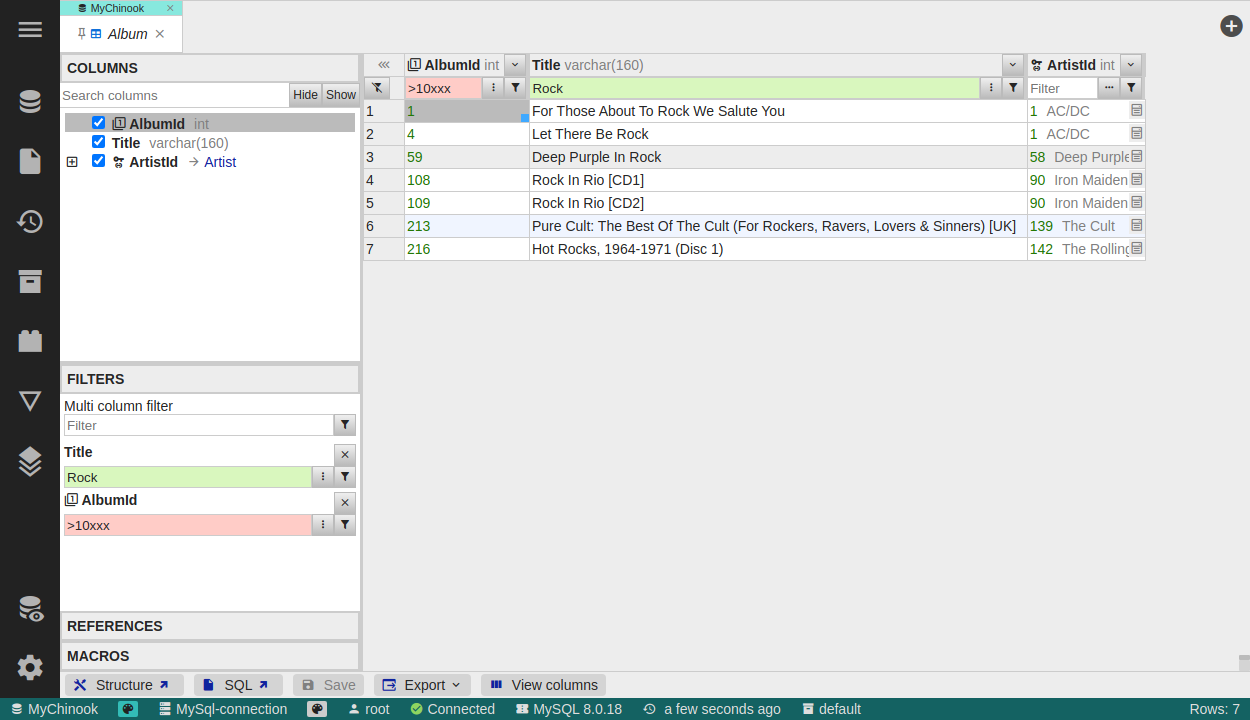 MyChinook
Album
COLUMNS
Search columns Hide Show
AlbumId int
Title varchar(160)
ArtistId Artist
FILTERS
Multi column filter
Filter
Title
Rock
AlbumId
>10xxx
REFERENCES
MACROS
AlbumId int Title varchar(160) ArtistId int
>10xxx Rock Filter
1 1 For Those About To Rock We Salute You 1 AC/DC
2 4 Let There Be Rock 1 AC/DC
3 59 Deep Purple In Rock 58 Deep Purple
4 108 Rock In Rio [CD1] 90 Iron Maiden
5 109 Rock In Rio [CD2] 90 Iron Maiden
6 213 Pure Cult: The Best Of The Cult (For Rockers, Ravers, Lovers & Sinners) [UK] 139 The Cult
7 216 Hot Rocks, 1964-1971 (Disc 1) 142 The Rolling
Structure SQL Save Export View columns
MyChinook MySql-connection root Connected MySQL 8.0.18 a few seconds ago default Rows: 7